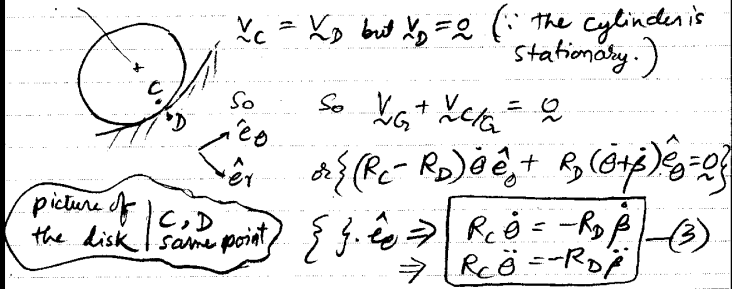 V_C = V_D but V_D = 0 (∵ the cylinder is
stationary.)
C
D
So
So V_G + V_C/G = 0
ê_θ
ê_r
or {(R_C - R_D) θ̇ ê_θ + R_D (θ̇ + β̇) ê_θ = 0}
picture of
the disk | C, D
same point
{ } · ê_θ ⇒ R_C θ̇ = -R_D β̇ —(3)
⇒ R_C θ̈ = -R_D β̈